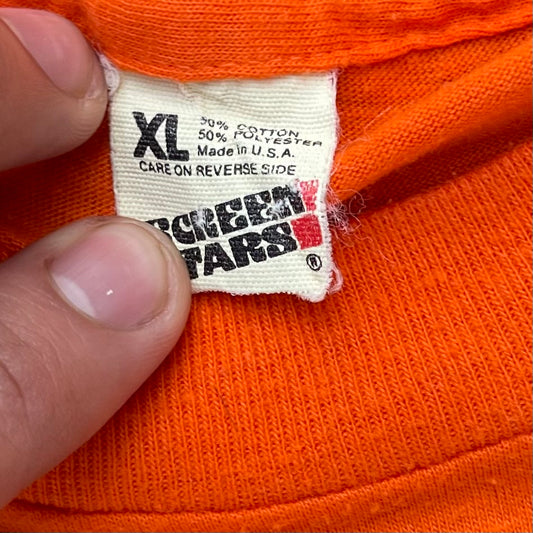 XL
50% COTTON
50% POLYESTER
Made in U.S.A.
CARE ON REVERSE SIDE
SCREEN
STARS
®